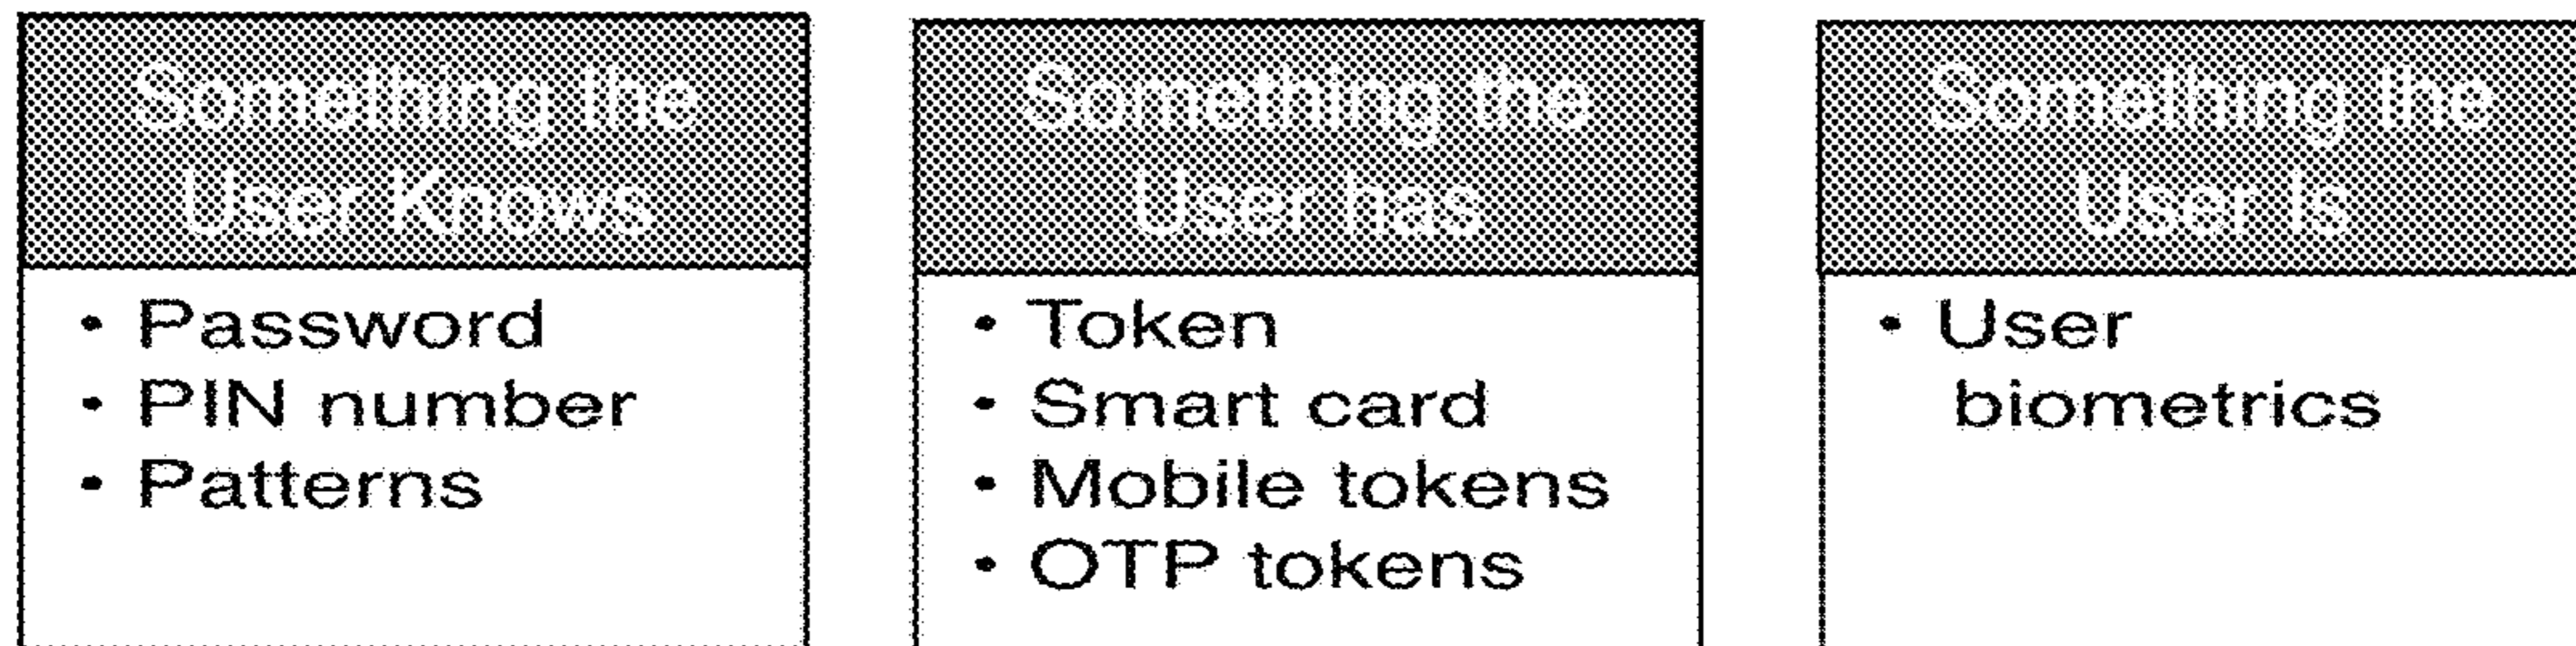 Something the
User Knows
• Password
• PIN number
• Patterns
Something the
User has
• Token
• Smart card
• Mobile tokens
• OTP tokens
Something the
User Is
• User
biometrics